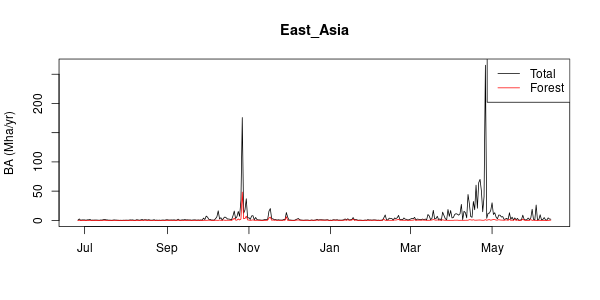 East_Asia
BA (Mha/yr)
200
100
50
0
Total
Forest
Jul Sep Nov Jan Mar May